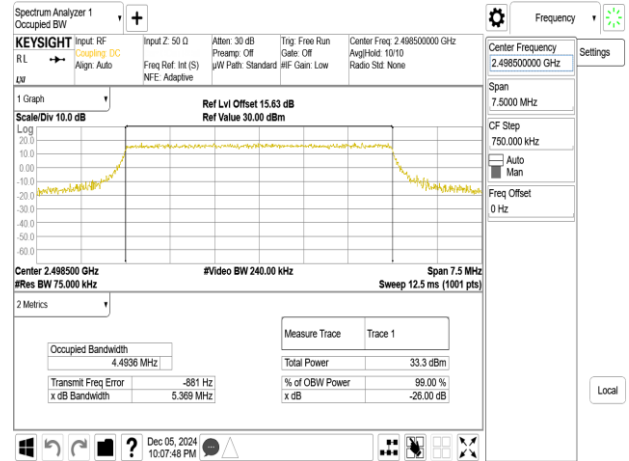 Spectrum Analyzer 1
Occupied BW
+
Frequency
KEYSIGHT
RL
LXI
Input: RF
Coupling: DC
Align: Auto
Input Z: 50 Ω
Freq Ref: Int (S)
NFE: Adaptive
Atten: 30 dB
Preamp: Off
µW Path: Standard
Trig: Free Run
Gate: Off
#IF Gain: Low
Center Freq: 2.498500000 GHz
Avg|Hold: 10/10
Radio Std: None
Center Frequency
2.498500000 GHz
Settings
Span
7.5000 MHz
CF Step
750.000 kHz
Auto
Man
Freq Offset
0 Hz
1 Graph
Scale/Div 10.0 dB
Ref Lvl Offset 15.63 dB
Ref Value 30.00 dBm
Log
20.0
10.0
0.00
-10.0
-20.0
-30.0
-40.0
-50.0
-60.0
Center 2.498500 GHz
#Video BW 240.00 kHz
Span 7.5 MHz
#Res BW 75.000 kHz
Sweep 12.5 ms (1001 pts)
2 Metrics
Measure Trace Trace 1
Occupied Bandwidth
4.4936 MHz
Total Power 33.3 dBm
Transmit Freq Error -881 Hz
% of OBW Power 99.00 %
x dB Bandwidth 5.369 MHz
x dB -26.00 dB
Local
?
Dec 05, 2024
10:07:48 PM